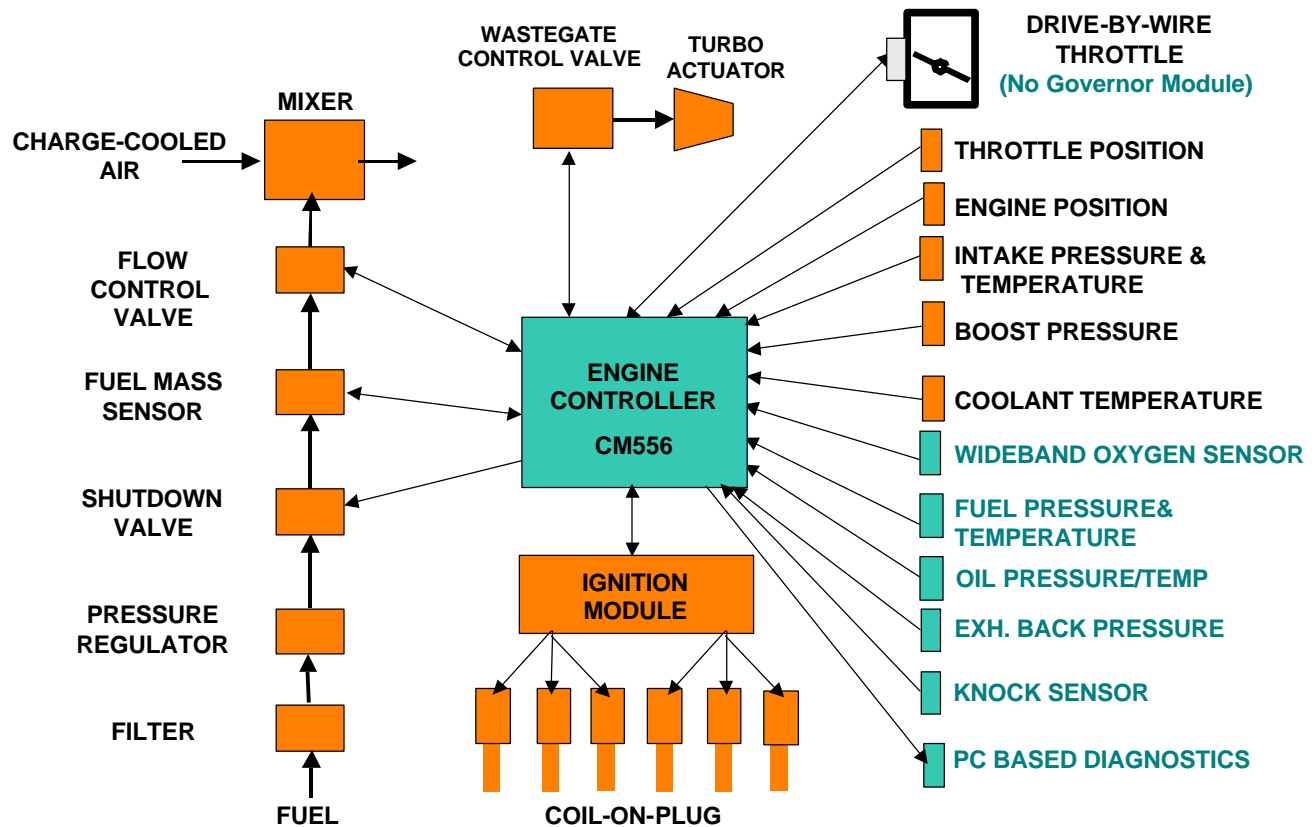 WASTEGATE
CONTROL VALVE
TURBO
ACTUATOR
DRIVE-BY-WIRE
THROTTLE
(No Governor Module)
MIXER
CHARGE-COOLED
AIR
THROTTLE POSITION
ENGINE POSITION
INTAKE PRESSURE &
TEMPERATURE
BOOST PRESSURE
COOLANT TEMPERATURE
WIDEBAND OXYGEN SENSOR
FUEL PRESSURE&
TEMPERATURE
OIL PRESSURE/TEMP
EXH. BACK PRESSURE
KNOCK SENSOR
PC BASED DIAGNOSTICS
FLOW
CONTROL
VALVE
FUEL MASS
SENSOR
SHUTDOWN
VALVE
PRESSURE
REGULATOR
FILTER
FUEL
ENGINE
CONTROLLER
CM556
IGNITION
MODULE
COIL-ON-PLUG